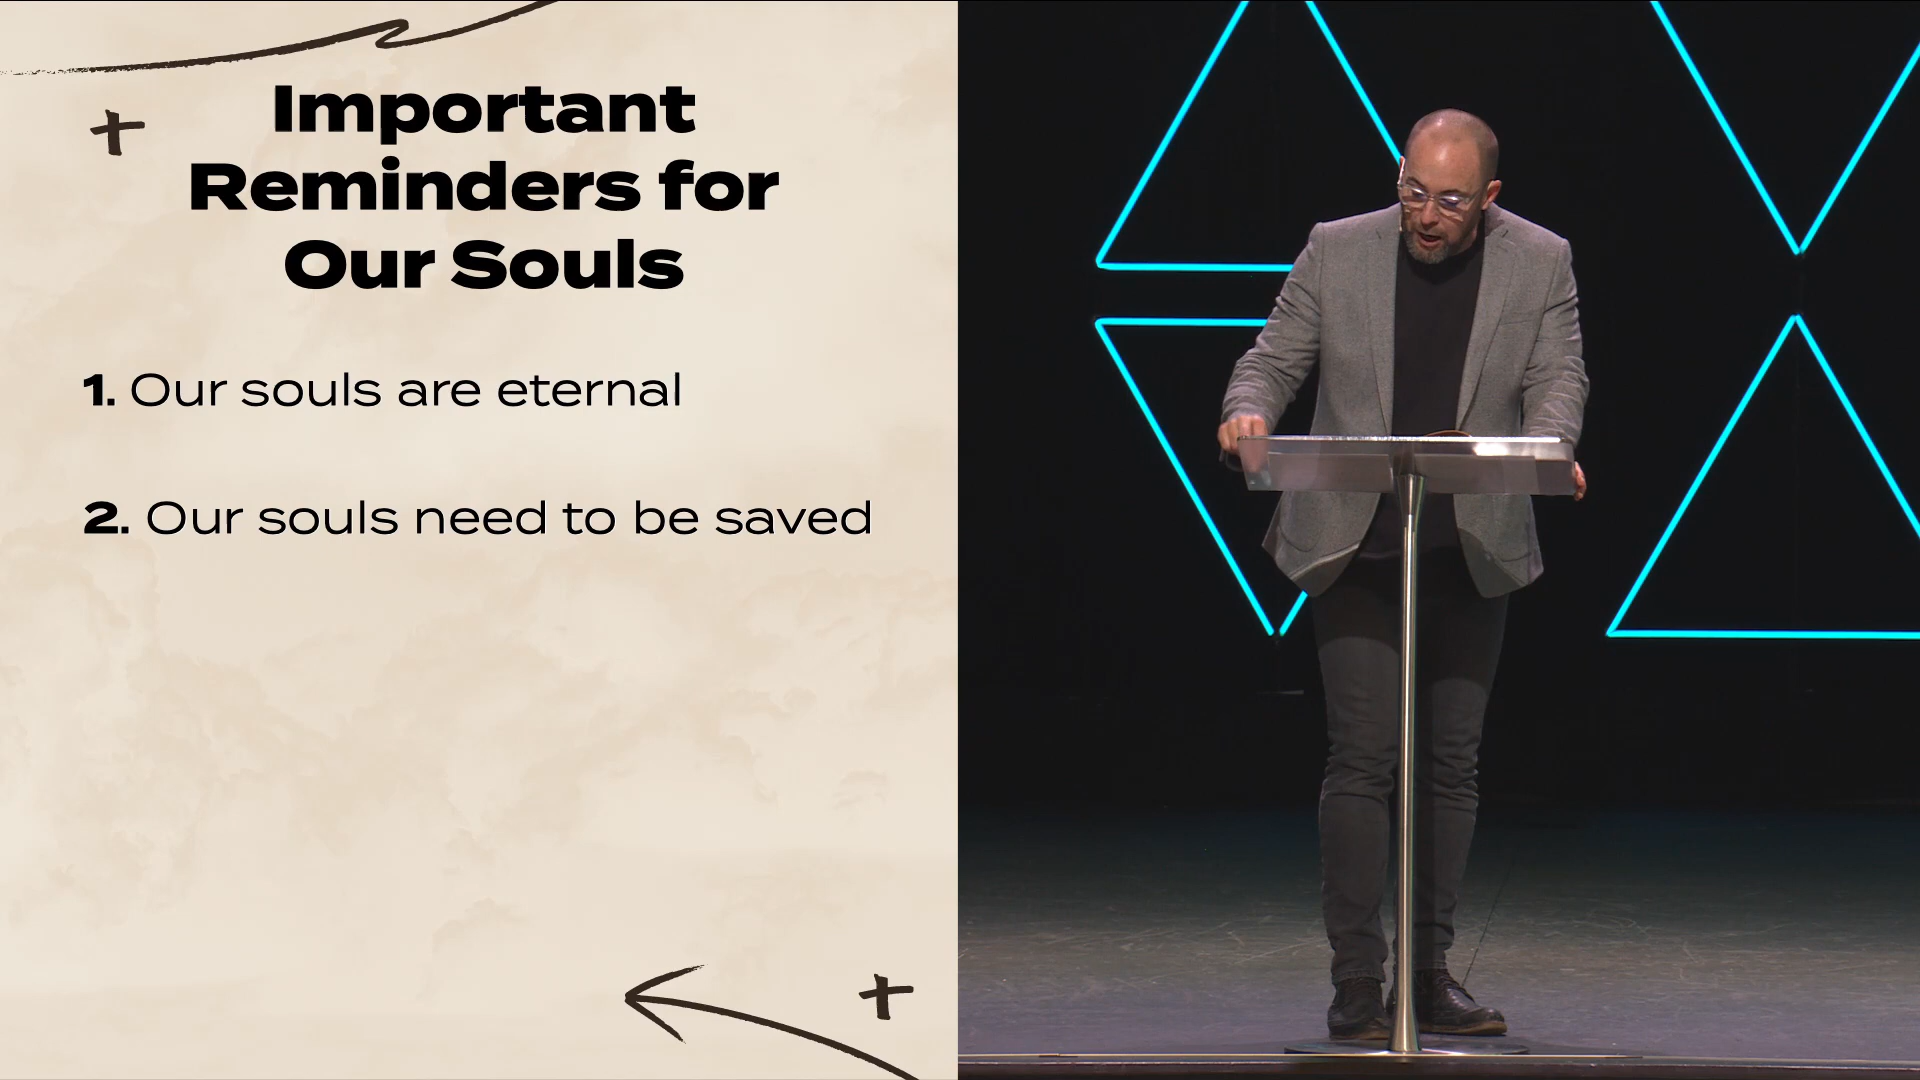 Important
Reminders for
Our Souls
1. Our souls are eternal
2. Our souls need to be saved